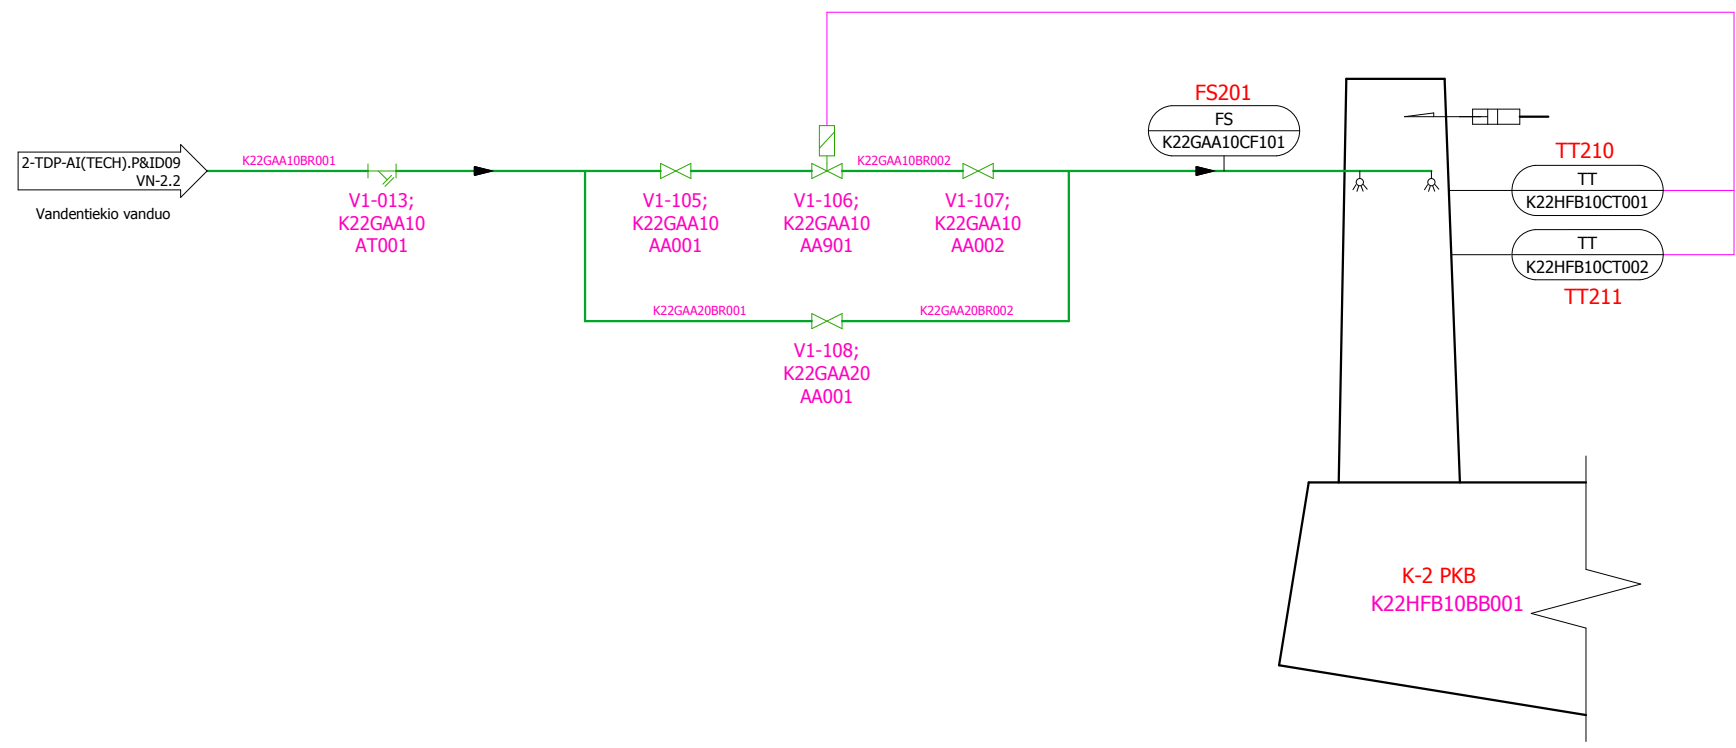 2-TDP-AI(TECH).P&ID09
VN-2.2
Vandentiekio vanduo
K22GAA10BR001
V1-013;
K22GAA10
AT001
V1-105;
K22GAA10
AA001
V1-106;
K22GAA10
AA901
K22GAA10BR002
V1-107;
K22GAA10
AA002
K22GAA20BR001
K22GAA20BR002
V1-108;
K22GAA20
AA001
FS201
FS
K22GAA10CF101
TT210
TT
K22HFB10CT001
TT
K22HFB10CT002
TT211
K-2 PKB
K22HFB10BB001